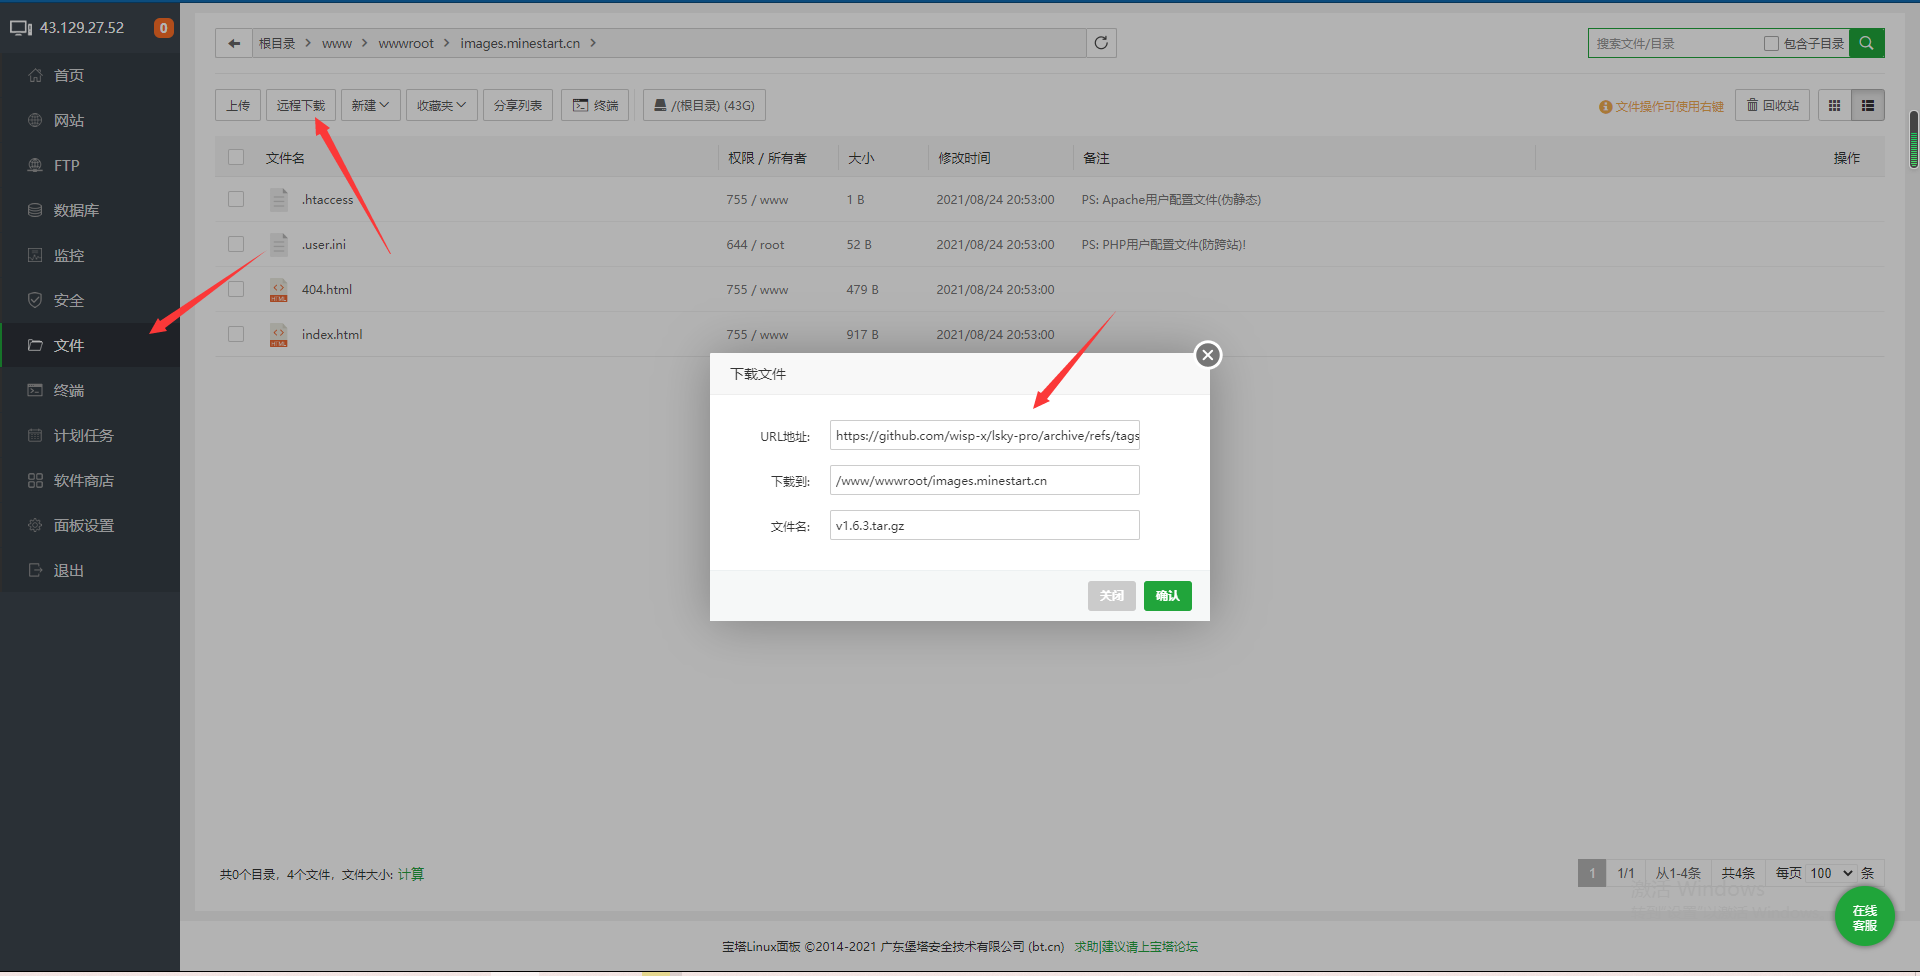 43.129.27.52 0
首页
网站
FTP
数据库
监控
安全
文件
终端
计划任务
软件商店
面板设置
退出
根目录 www wwwroot images.minestart.cn
搜索文件/目录 包含子目录
上传 远程下载 新建 收藏夹 分享列表 终端 /(根目录) (43G)
文件操作可使用右键 回收站
文件名 权限 / 所有者 大小 修改时间 备注 操作
.htaccess 755 / www 1 B 2021/08/24 20:53:00 PS: Apache用户配置文件(伪静态)
.user.ini 644 / root 52 B 2021/08/24 20:53:00 PS: PHP用户配置文件(防跨站)!
HTML 404.html 755 / www 479 B 2021/08/24 20:53:00
HTML index.html 755 / www 917 B 2021/08/24 20:53:00
下载文件
URL地址: https://github.com/wisp-x/lsky-pro/archive/refs/tags
下载到: /www/wwwroot/images.minestart.cn
文件名: v1.6.3.tar.gz
关闭 确认
共0个目录，4个文件，文件大小: 计算
1 1/1 从1-4条 共4条 每页 100 条
激活 Windows
在线
客服
宝塔Linux面板 ©2014-2021 广东堡塔安全技术有限公司 (bt.cn) 求助|建议请上宝塔论坛